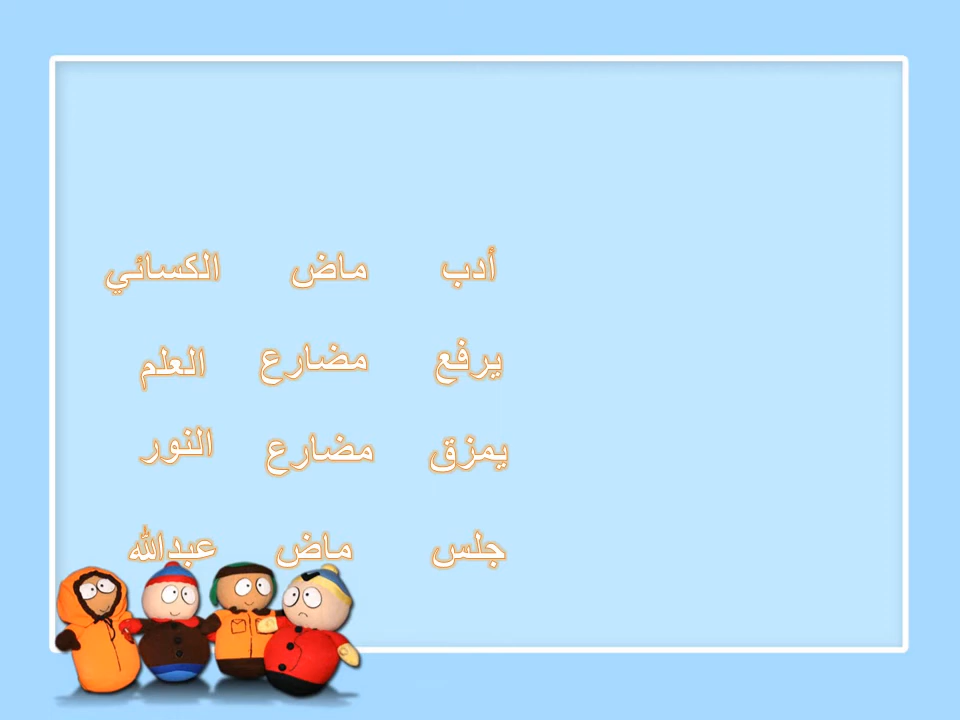 أدب ماض الكسائي
يرفع مضارع العلم
يمزق مضارع النور
جلس ماض عبدالله